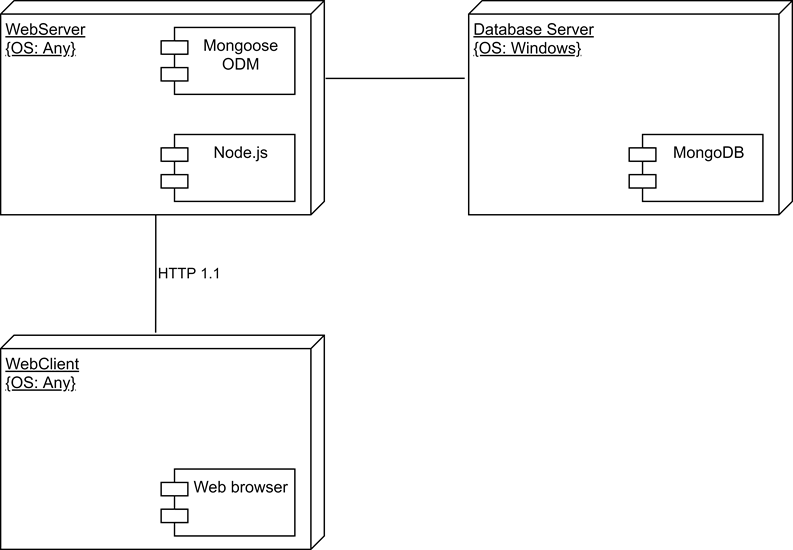 WebServer
{OS: Any}
Mongoose
ODM
Node.js
Database Server
{OS: Windows}
MongoDB
HTTP 1.1
WebClient
{OS: Any}
Web browser